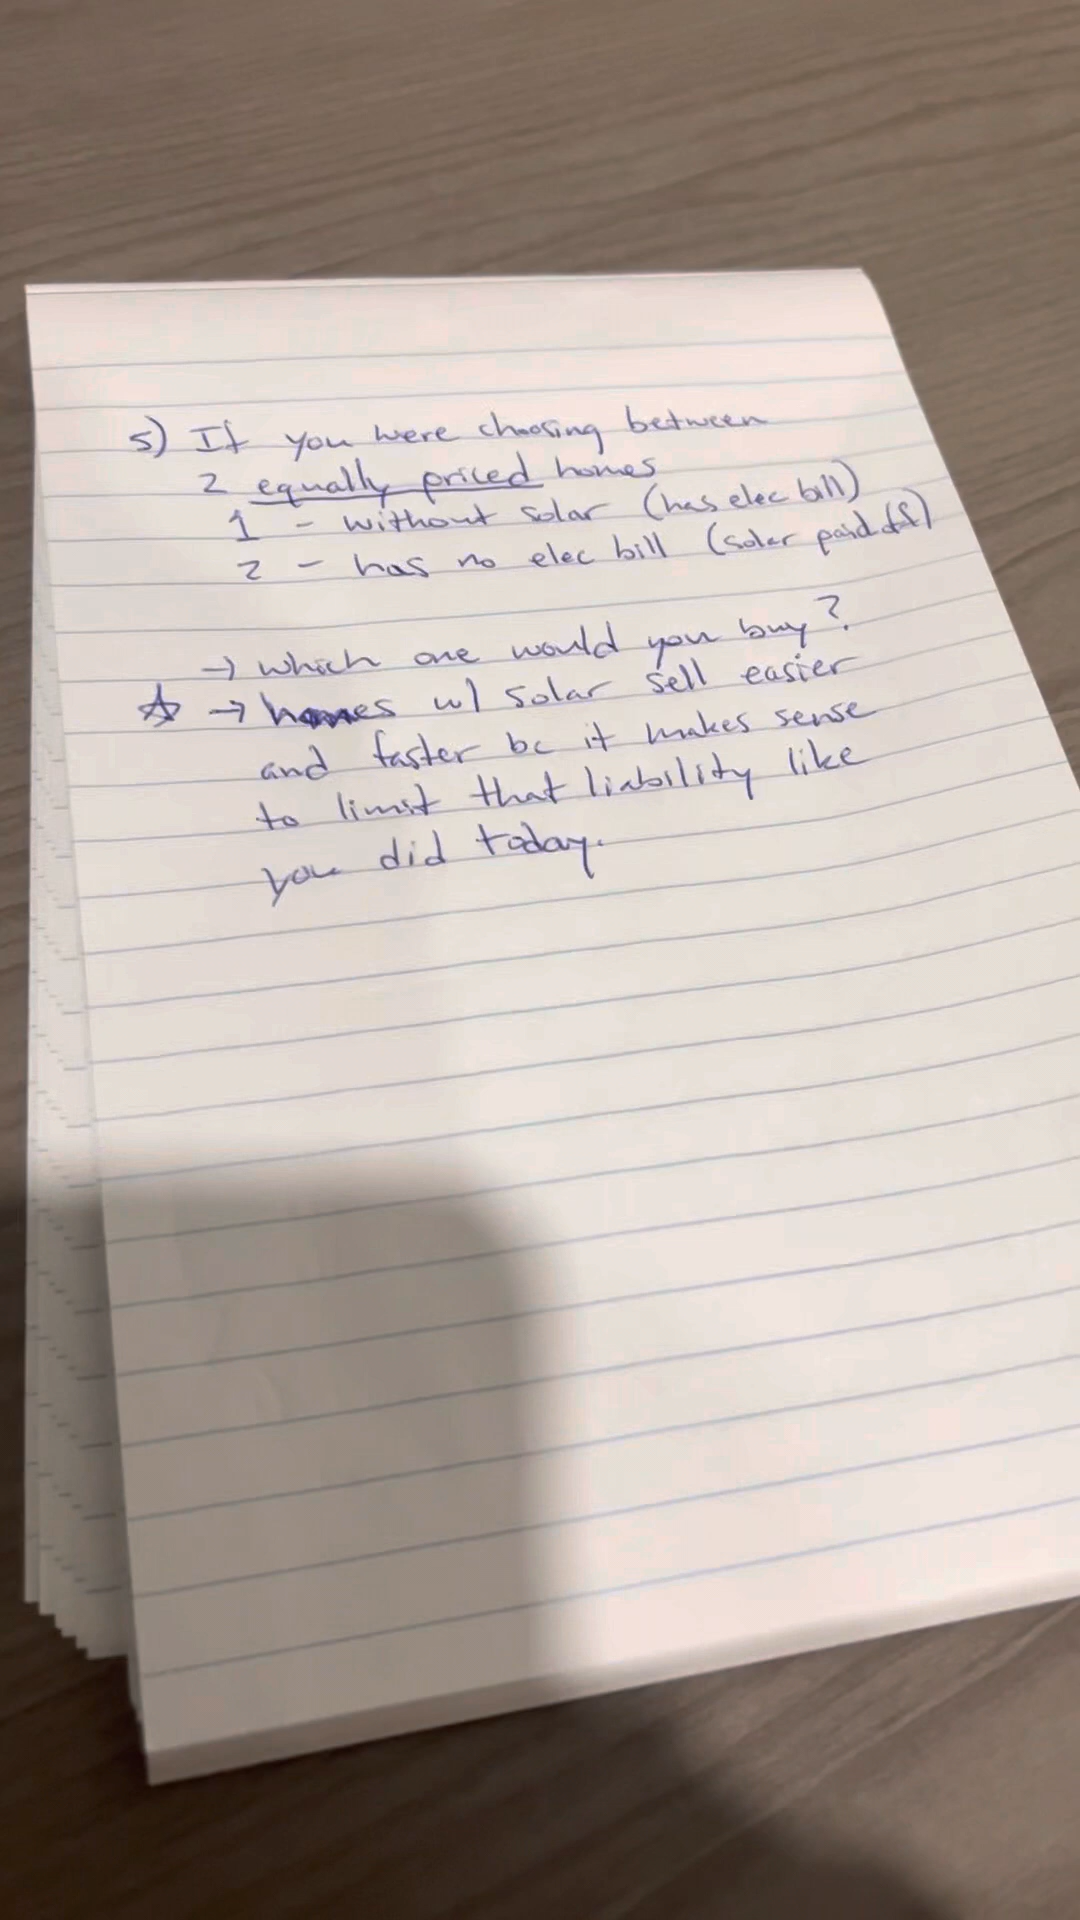 5) If you were choosing between
2 equally priced homes
1 - without solar (has elec bill)
2 - has no elec bill (solar paid off)
→ which one would you buy?
☆ → homes w/ solar sell easier
and faster bc it makes sense
to limit that liability like
you did today.